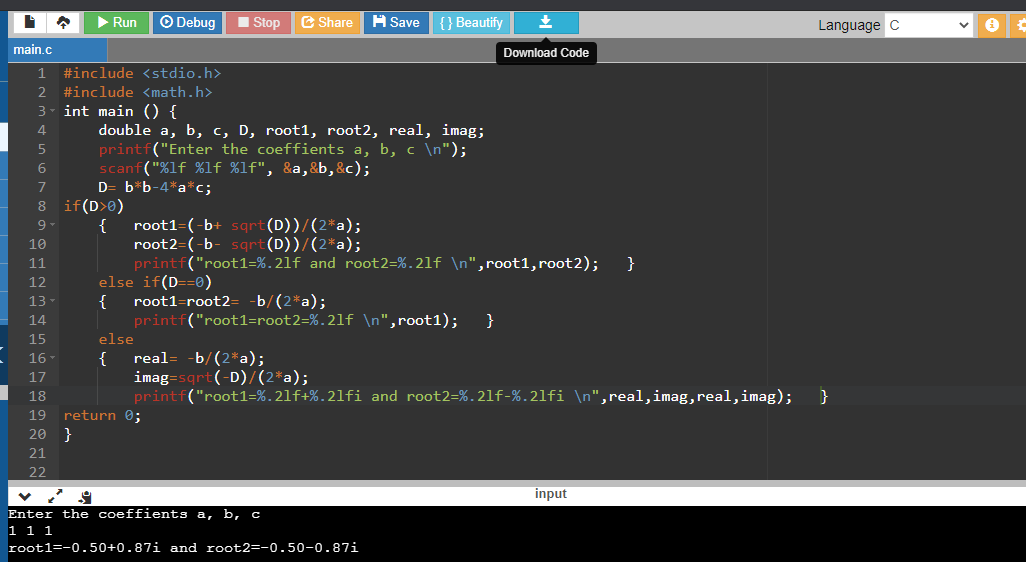 Run Debug Stop Share Save { } Beautify Language C
main.c Download Code
1 #include <stdio.h>
2 #include <math.h>
3 int main () {
4     double a, b, c, D, root1, root2, real, imag;
5     printf("Enter the coeffients a, b, c \n");
6     scanf("%lf %lf %lf", &a,&b,&c);
7     D= b*b-4*a*c;
8 if(D>0)
9     {   root1=(-b+ sqrt(D))/(2*a);
10         root2=(-b- sqrt(D))/(2*a);
11         printf("root1=%.2lf and root2=%.2lf \n",root1,root2);   }
12     else if(D==0)
13     {   root1=root2= -b/(2*a);
14         printf("root1=root2=%.2lf \n",root1);   }
15     else
16     {   real= -b/(2*a);
17         imag=sqrt(-D)/(2*a);
18         printf("root1=%.2lf+%.2lfi and root2=%.2lf-%.2lfi \n",real,imag,real,imag);   }
19 return 0;
20 }
21
22
input
Enter the coeffients a, b, c
1 1 1
root1=-0.50+0.87i and root2=-0.50-0.87i